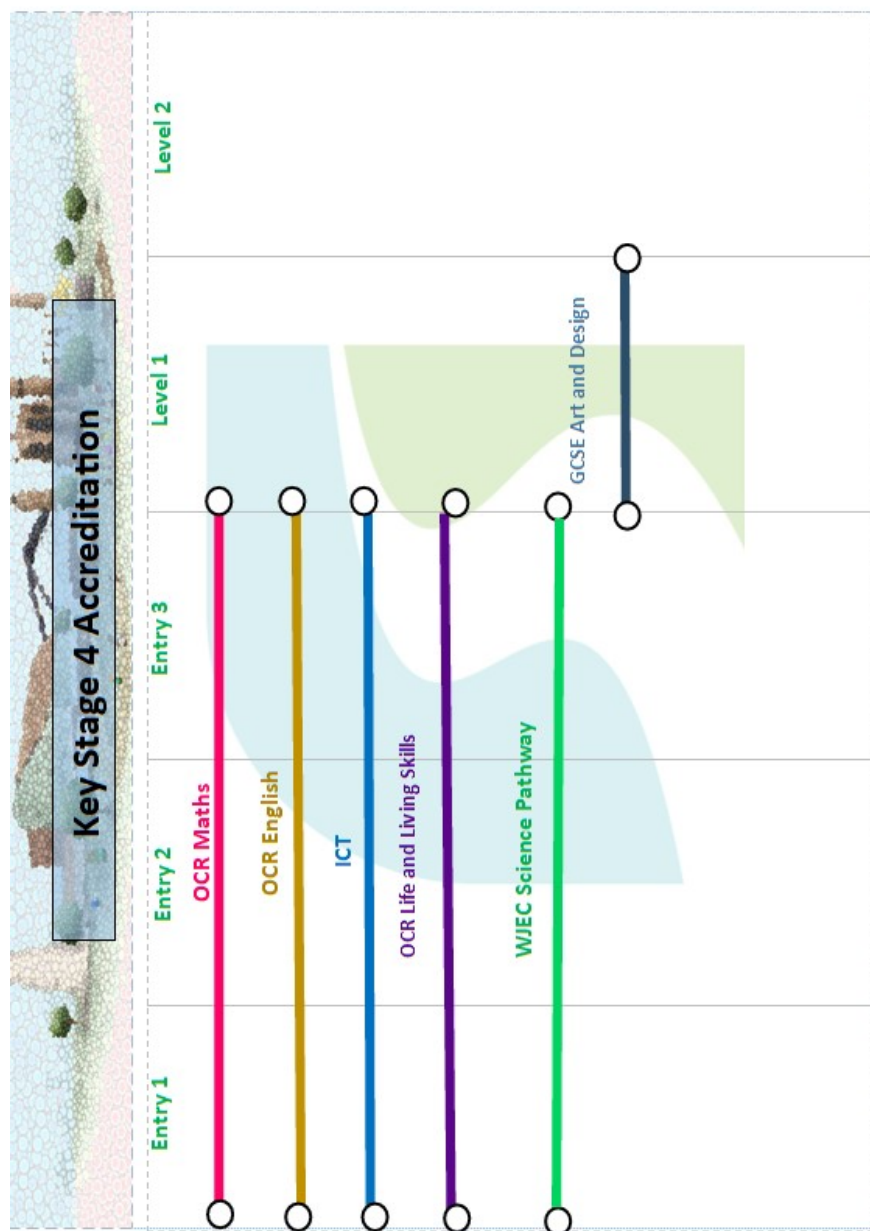 Key Stage 4 Accreditation
Entry 1
Entry 2
Entry 3
Level 1
Level 2
OCR Maths
OCR English
ICT
OCR Life and Living Skills
WJEC Science Pathway
GCSE Art and Design